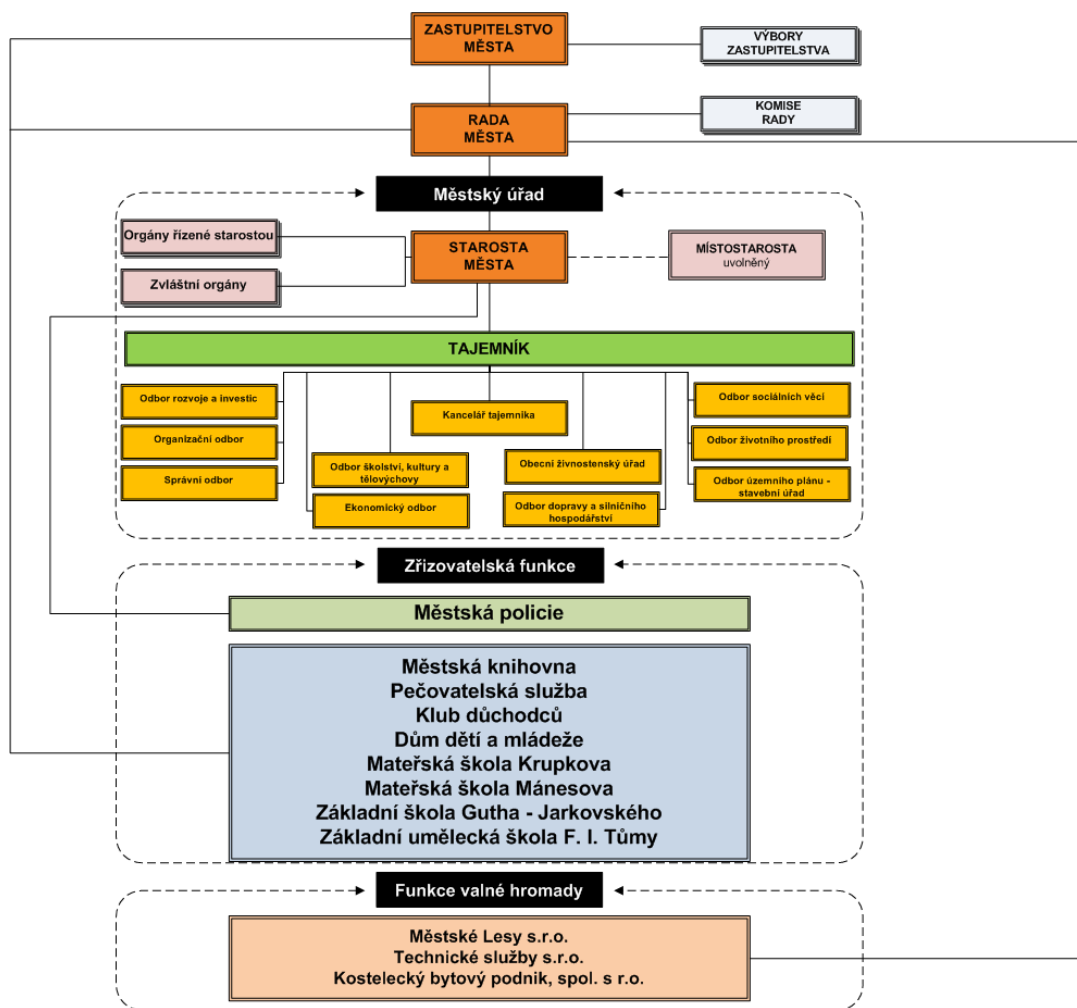 ZASTUPITELSTVO
MĚSTA
VÝBORY
ZASTUPITELSTVA
RADA
MĚSTA
KOMISE
RADY
Městský úřad
Orgány řízené starostou
Zvláštní orgány
STAROSTA
MĚSTA
MÍSTOSTAROSTA
uvolněný
TAJEMNÍK
Odbor rozvoje a investic
Organizační odbor
Správní odbor
Kancelář tajemníka
Odbor sociálních věcí
Odbor životního prostředí
Odbor územního plánu -
stavební úřad
Odbor školství, kultury a
tělovýchovy
Ekonomický odbor
Obecní živnostenský úřad
Odbor dopravy a silničního
hospodářství
Zřizovatelská funkce
Městská policie
Městská knihovna
Pečovatelská služba
Klub důchodců
Dům dětí a mládeže
Mateřská škola Krupkova
Mateřská škola Mánesova
Základní škola Gutha - Jarkovského
Základní umělecká škola F. I. Tůmy
Funkce valné hromady
Městské Lesy s.r.o.
Technické služby s.r.o.
Kostelecký bytový podnik, spol. s r.o.